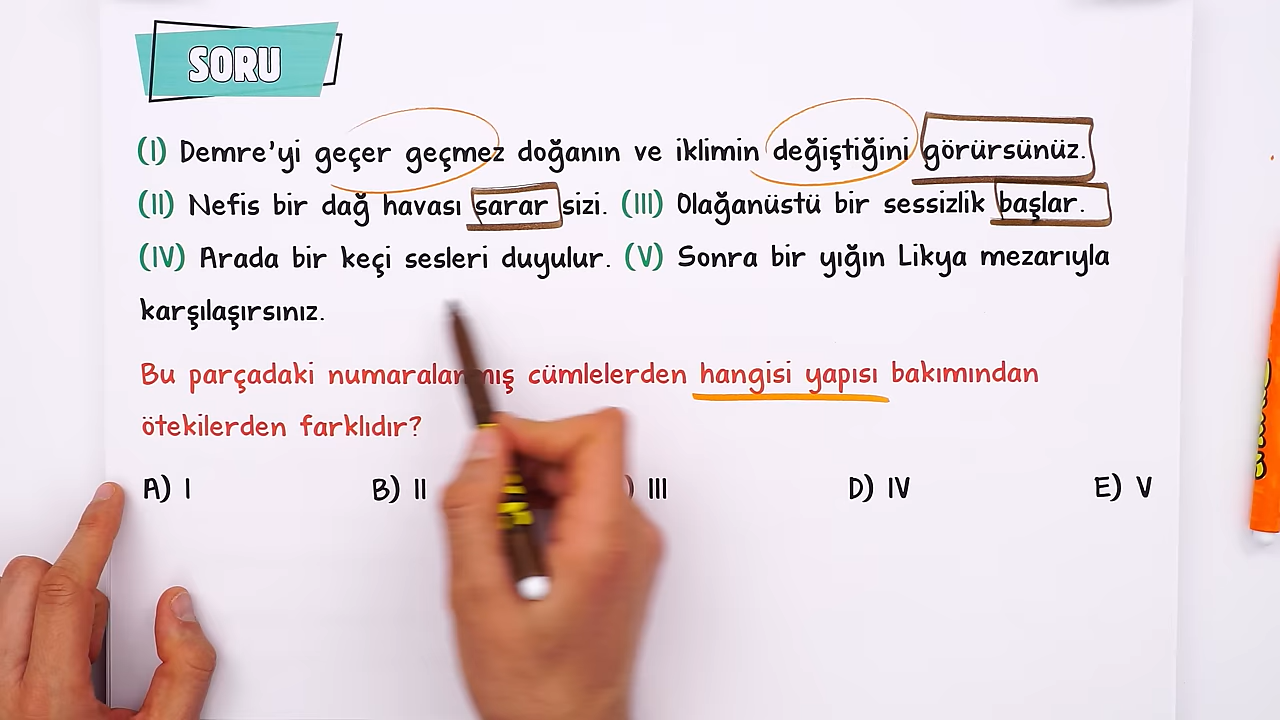 SORU
(I) Demre'yi geçer geçmez doğanın ve iklimin değiştiğini görürsünüz.
(II) Nefis bir dağ havası sarar sizi. (III) Olağanüstü bir sessizlik başlar.
(IV) Arada bir keçi sesleri duyulur. (V) Sonra bir yığın Likya mezarıyla
karşılaşırsınız.
Bu parçadaki numaralanmış cümlelerden hangisi yapısı bakımından
ötekilerden farklıdır?
A) I B) II ) III D) IV E) V